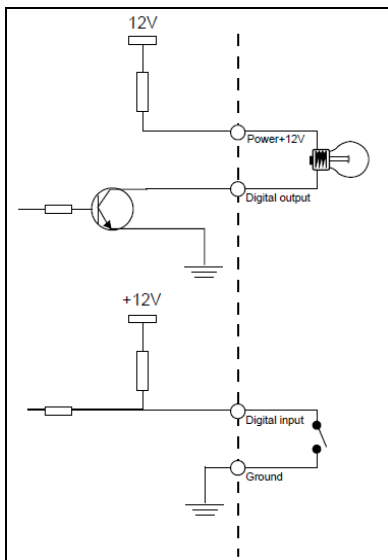 12V
Power+12V
Digital output
+12V
Digital input
Ground